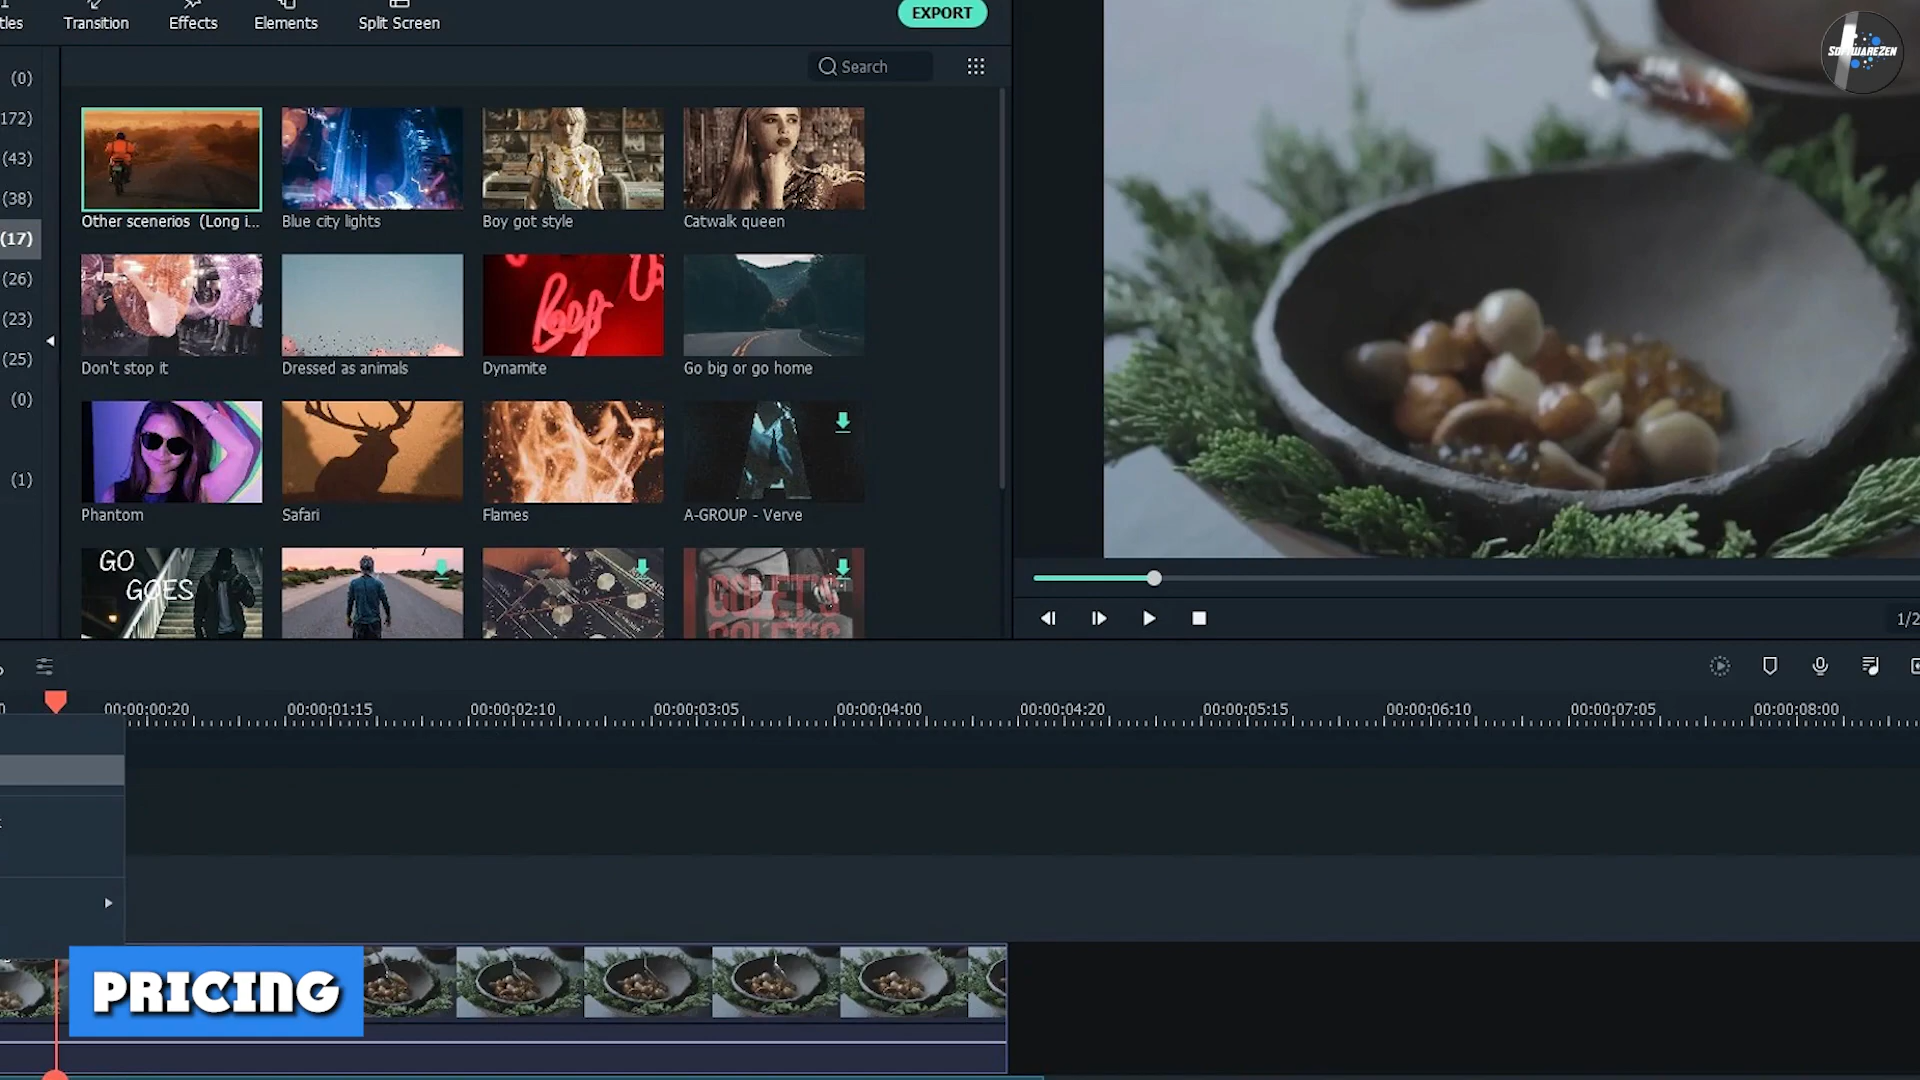 tles
Transition
Effects
Elements
Split Screen
EXPORT
SOFTWAREZEN
Search
(0)
172)
(43)
(38)
(17)
(26)
(23)
(25)
(0)
(1)
Other scenerios (Long i...
Blue city lights
Boy got style
Catwalk queen
Don't stop it
Dressed as animals
Dynamite
Go big or go home
Phantom
Safari
Flames
A-GROUP - Verve
GO
GOES
1/2
00:00:00:20
00:00:01:15
00:00:02:10
00:00:03:05
00:00:04:00
00:00:04:20
00:00:05:15
00:00:06:10
00:00:07:05
00:00:08:00
PRICING